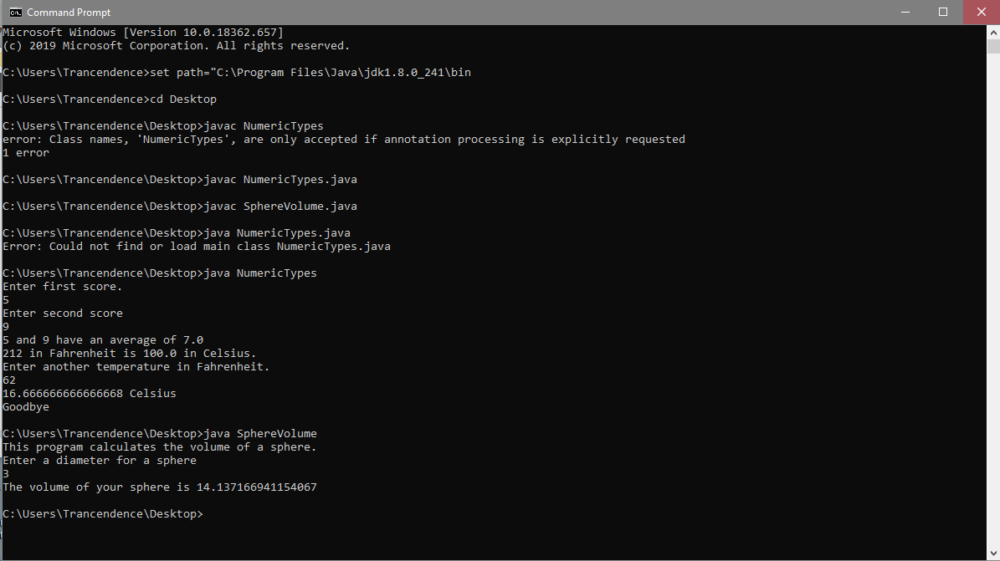 Command Prompt
Microsoft Windows [Version 10.0.18362.657]
(c) 2019 Microsoft Corporation. All rights reserved.
C:\Users\Trancendence>set path="C:\Program Files\Java\jdk1.8.0_241\bin
C:\Users\Trancendence>cd Desktop
C:\Users\Trancendence\Desktop>javac NumericTypes
error: Class names, 'NumericTypes', are only accepted if annotation processing is explicitly requested
1 error
C:\Users\Trancendence\Desktop>javac NumericTypes.java
C:\Users\Trancendence\Desktop>javac SphereVolume.java
C:\Users\Trancendence\Desktop>java NumericTypes.java
Error: Could not find or load main class NumericTypes.java
C:\Users\Trancendence\Desktop>java NumericTypes
Enter first score.
5
Enter second score
9
5 and 9 have an average of 7.0
212 in Fahrenheit is 100.0 in Celsius.
Enter another temperature in Fahrenheit.
62
16.666666666666668 Celsius
Goodbye
C:\Users\Trancendence\Desktop>java SphereVolume
This program calculates the volume of a sphere.
Enter a diameter for a sphere
3
The volume of your sphere is 14.137166941154067
C:\Users\Trancendence\Desktop>